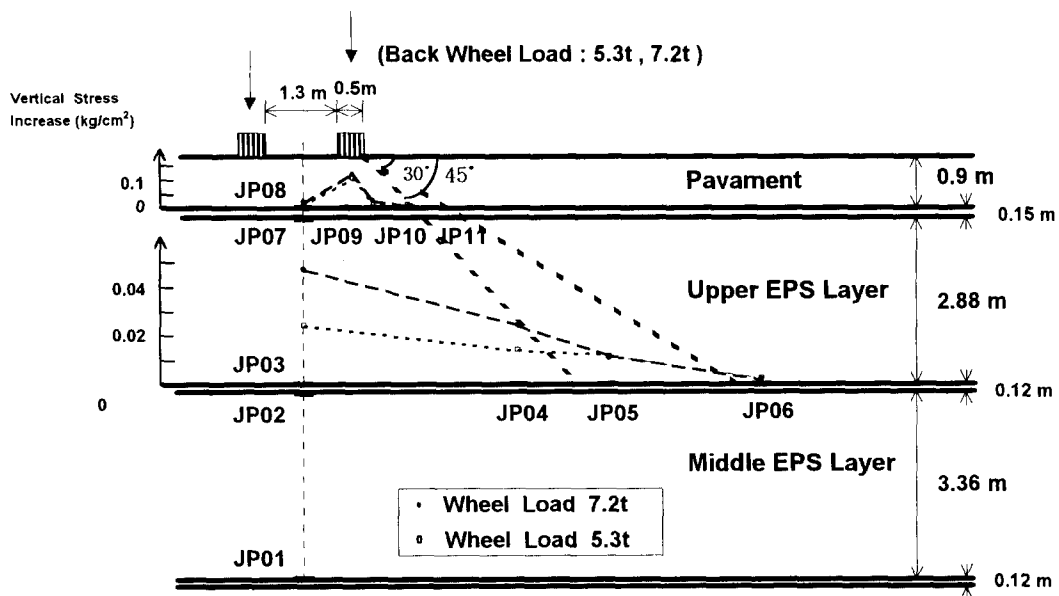 (Back Wheel Load : 5.3t , 7.2t )
1.3 m
0.5m
Vertical Stress
Increase (kg/cm²)
30°
45°
0.1
0
JP08
Pavament
0.9 m
0.15 m
JP07
JP09
JP10
JP11
0.04
0.02
Upper EPS Layer
2.88 m
JP03
0
0.12 m
JP02
JP04
JP05
JP06
Middle EPS Layer
3.36 m
Wheel Load 7.2t
Wheel Load 5.3t
JP01
0.12 m